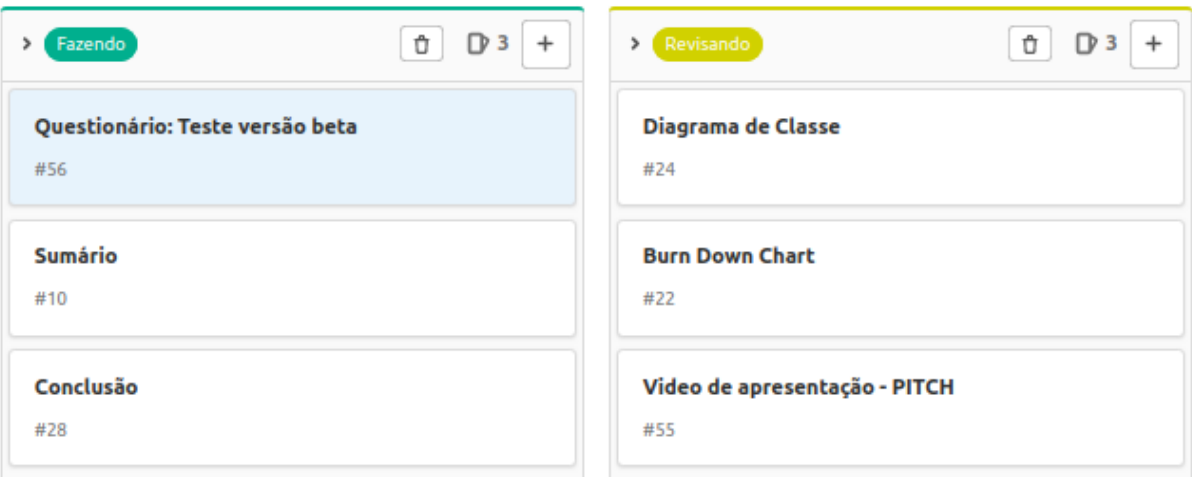 Fazendo
3
Questionário: Teste versão beta
#56
Sumário
#10
Conclusão
#28
Revisando
3
Diagrama de Classe
#24
Burn Down Chart
#22
Video de apresentação - PITCH
#55